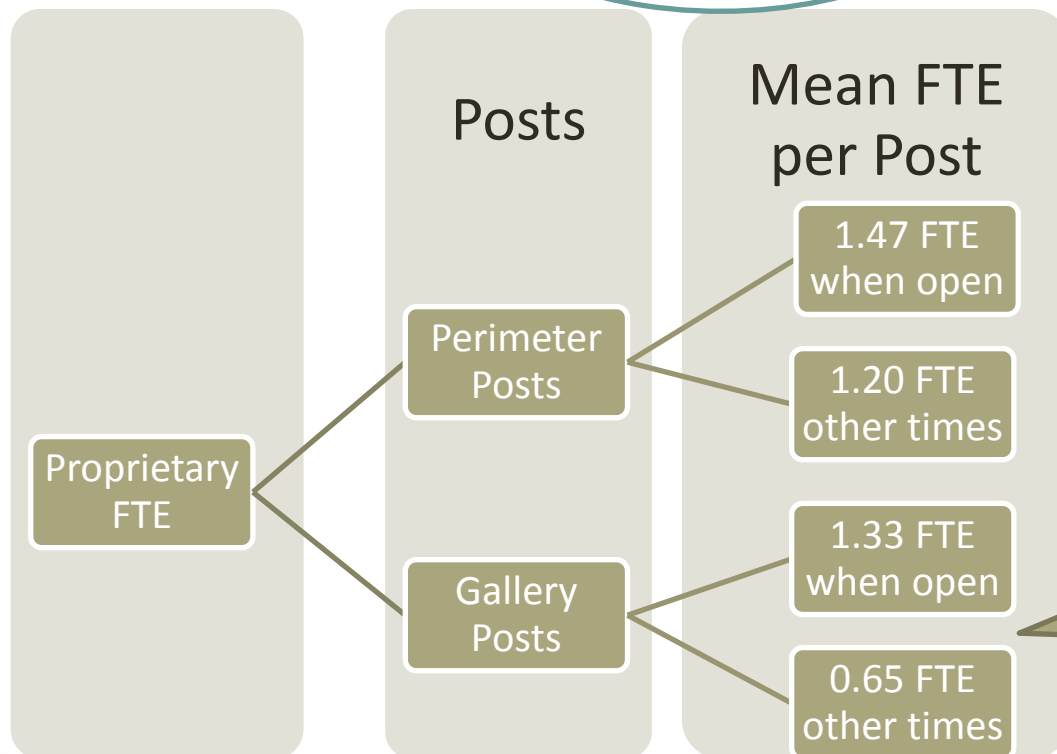 Posts
Mean FTE
per Post
Proprietary
FTE
Perimeter
Posts
1.47 FTE
when open
1.20 FTE
other times
Gallery
Posts
1.33 FTE
when open
0.65 FTE
other times